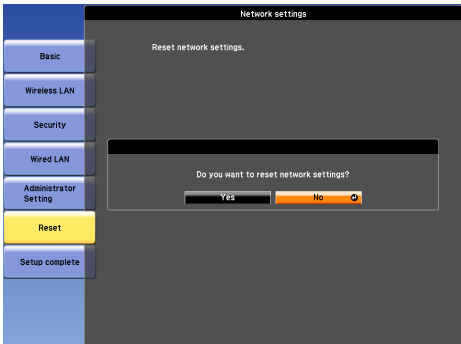 Network settings
Basic
Wireless LAN
Security
Wired LAN
Administrator
Setting
Reset
Setup complete
Reset network settings.
Do you want to reset network settings?
Yes
No